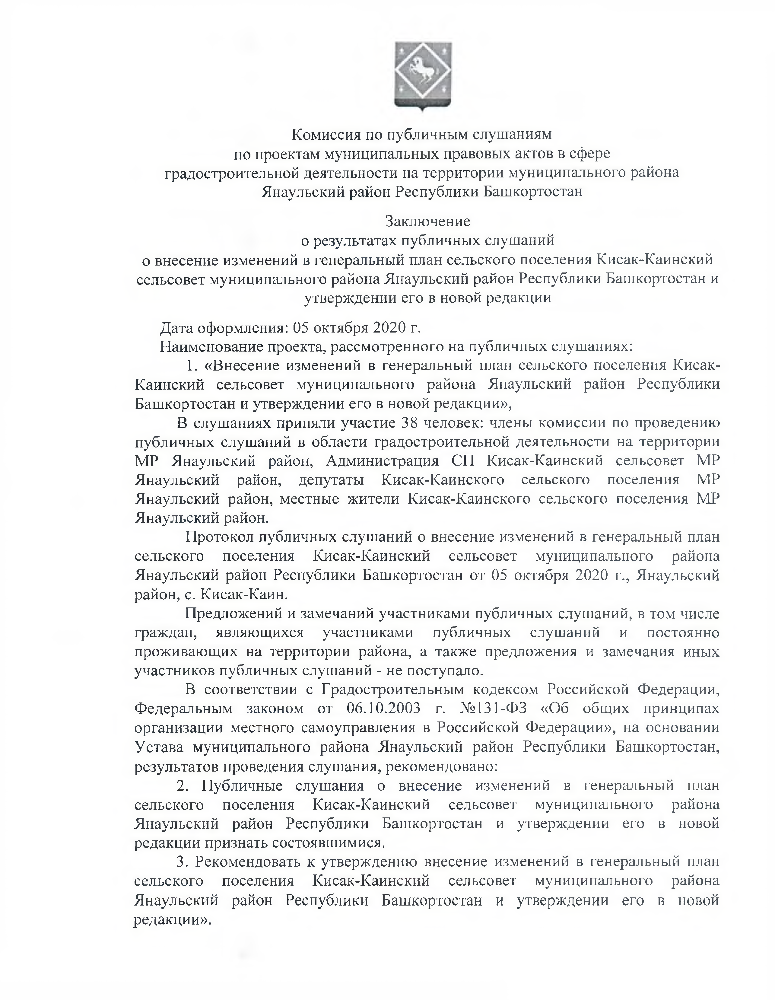 Комиссия по публичным слушаниям
по проектам муниципальных правовых актов в сфере
градостроительной деятельности на территории муниципального района
Янаульский район Республики Башкортостан
Заключение
о результатах публичных слушаний
о внесение изменений в генеральный план сельского поселения Кисак-Каинский
сельсовет муниципального района Янаульский район Республики Башкортостан и
утверждении его в новой редакции
Дата оформления: 05 октября 2020 г.
Наименование проекта, рассмотренного на публичных слушаниях:
1. «Внесение изменений в генеральный план сельского поселения Кисак-
Каинский сельсовет муниципального района Янаульский район Республики
Башкортостан и утверждении его в новой редакции»,
В слушаниях приняли участие 38 человек: члены комиссии по проведению
публичных слушаний в области градостроительной деятельности на территории
МР Янаульский район, Администрация СП Кисак-Каинский сельсовет МР
Янаульский район, депутаты Кисак-Каинского сельского поселения МР
Янаульский район, местные жители Кисак-Каинского сельского поселения МР
Янаульский район.
Протокол публичных слушаний о внесение изменений в генеральный план
сельского поселения Кисак-Каинский сельсовет муниципального района
Янаульский район Республики Башкортостан от 05 октября 2020 г., Янаульский
район, с. Кисак-Каин.
Предложений и замечаний участниками публичных слушаний, в том числе
граждан, являющихся участниками публичных слушаний и постоянно
проживающих на территории района, а также предложения и замечания иных
участников публичных слушаний - не поступало.
В соответствии с Градостроительным кодексом Российской Федерации,
Федеральным законом от 06.10.2003 г. №131-ФЗ «Об общих принципах
организации местного самоуправления в Российской Федерации», на основании
Устава муниципального района Янаульский район Республики Башкортостан,
результатов проведения слушания, рекомендовано:
2. Публичные слушания о внесение изменений в генеральный план
сельского поселения Кисак-Каинский сельсовет муниципального района
Янаульский район Республики Башкортостан и утверждении его в новой
редакции признать состоявшимися.
3. Рекомендовать к утверждению внесение изменений в генеральный план
сельского поселения Кисак-Каинский сельсовет муниципального района
Янаульский район Республики Башкортостан и утверждении его в новой
редакции».